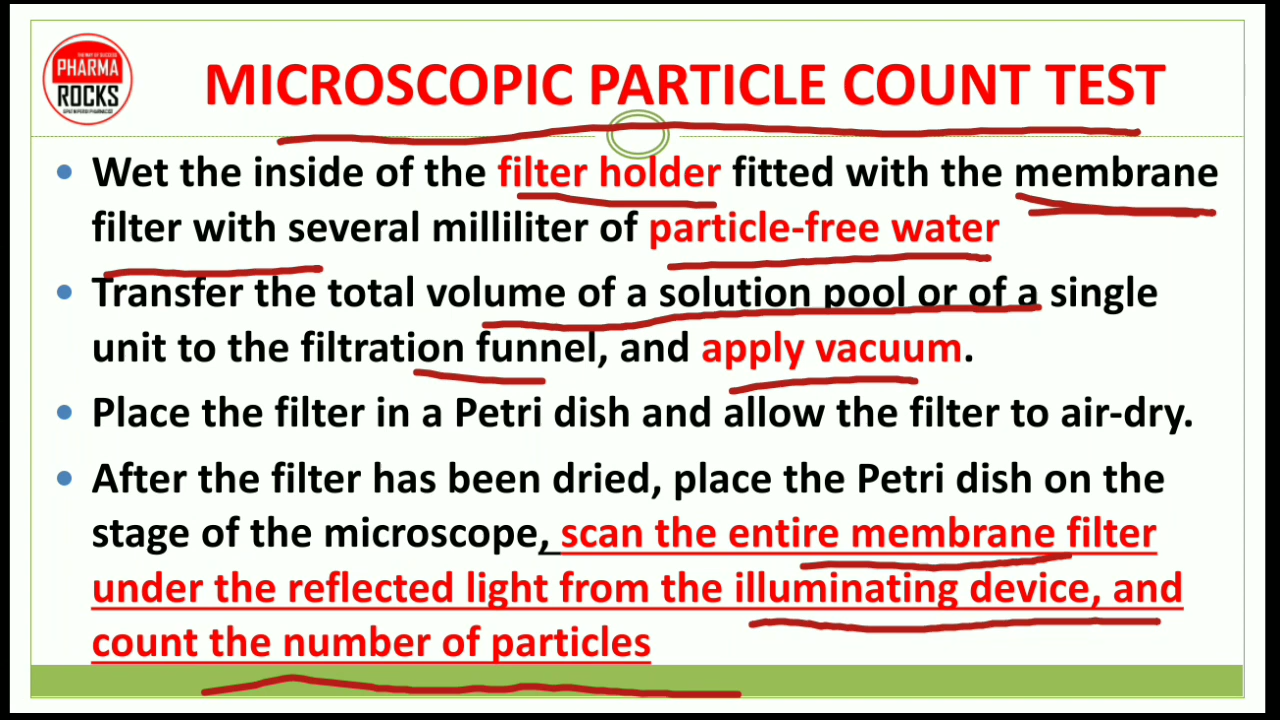 PHARMA
ROCKS
MICROSCOPIC PARTICLE COUNT TEST
• Wet the inside of the filter holder fitted with the membrane
filter with several milliliter of particle-free water
• Transfer the total volume of a solution pool or of a single
unit to the filtration funnel, and apply vacuum.
• Place the filter in a Petri dish and allow the filter to air-dry.
• After the filter has been dried, place the Petri dish on the
stage of the microscope, scan the entire membrane filter
under the reflected light from the illuminating device, and
count the number of particles